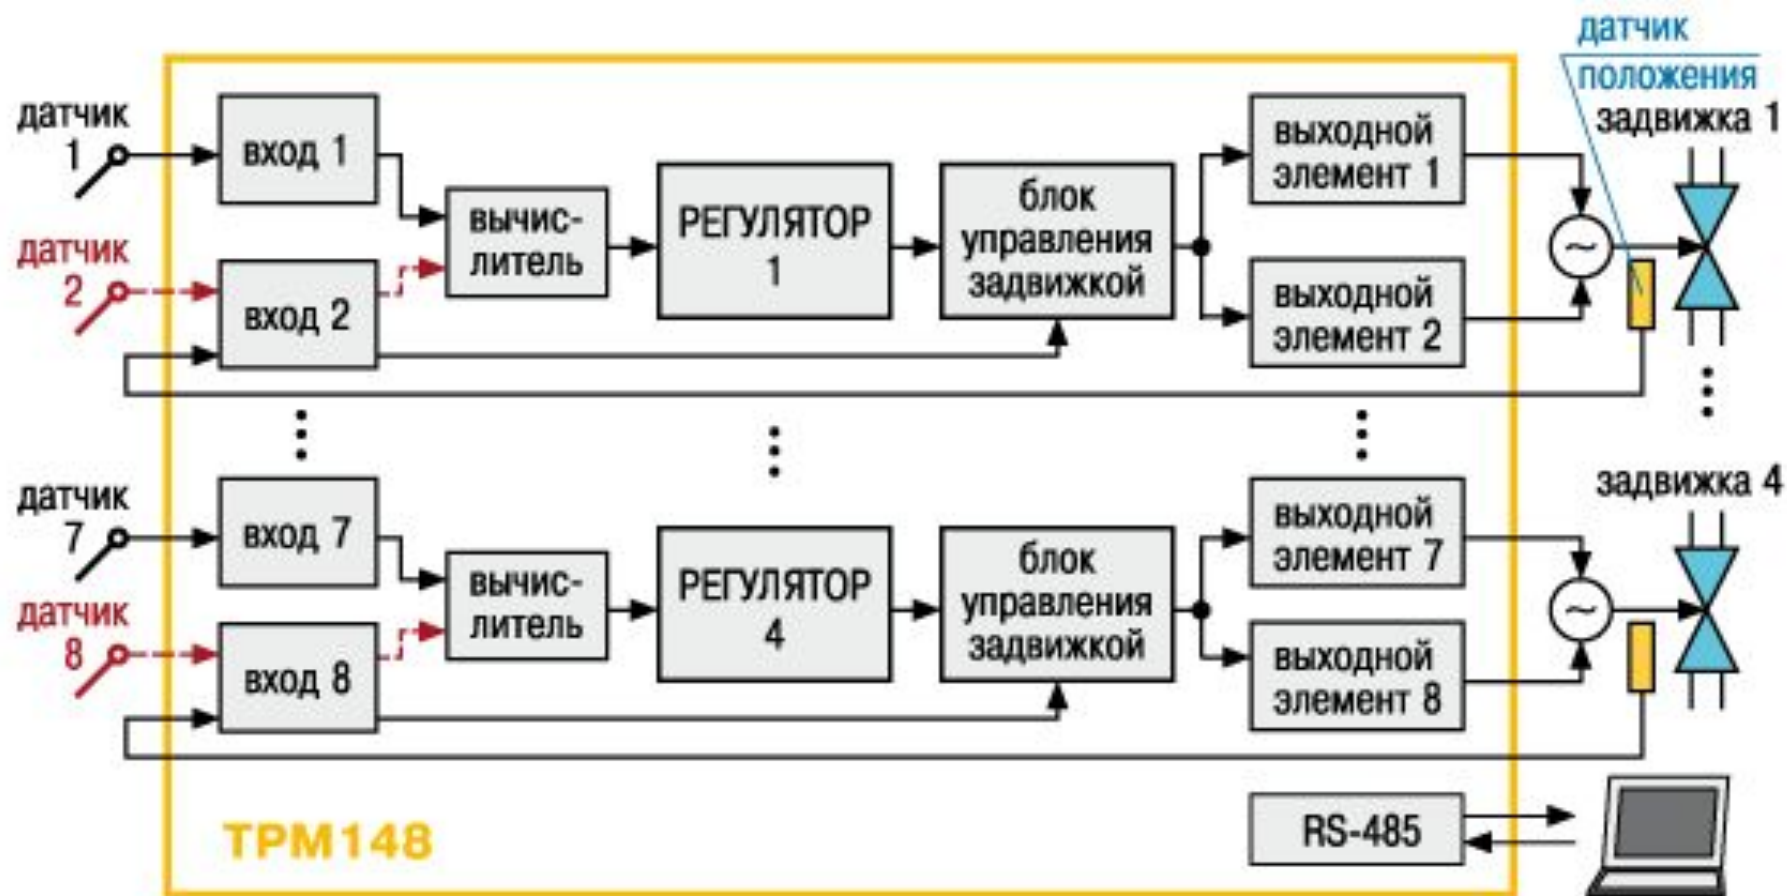 датчик
положения
задвижка 1
датчик
1
вход 1
датчик
2
вход 2
вычис-
литель
РЕГУЛЯТОР
1
блок
управления
задвижкой
выходной
элемент 1
выходной
элемент 2
~
датчик
7
вход 7
датчик
8
вход 8
вычис-
литель
РЕГУЛЯТОР
4
блок
управления
задвижкой
выходной
элемент 7
выходной
элемент 8
~
задвижка 4
ТРМ148
RS-485